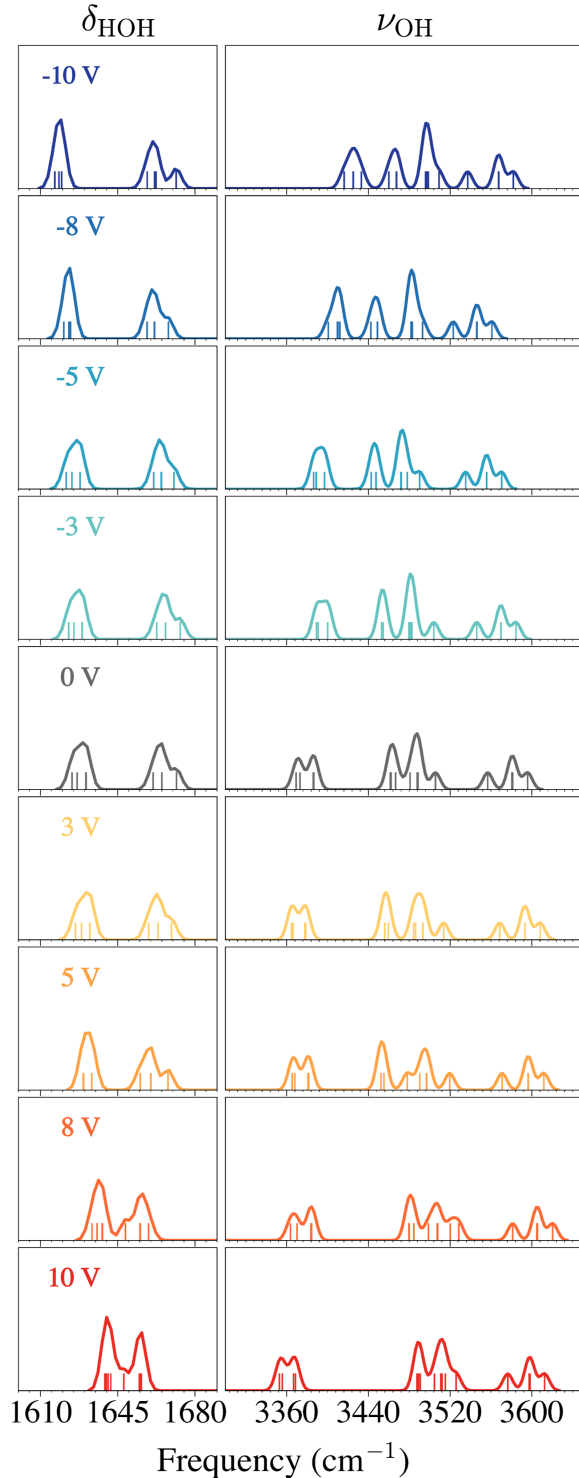 δHOH νOH
-10 V
-8 V
-5 V
-3 V
0 V
3 V
5 V
8 V
10 V
1610 1645 1680 3360 3440 3520 3600
Frequency (cm⁻¹)